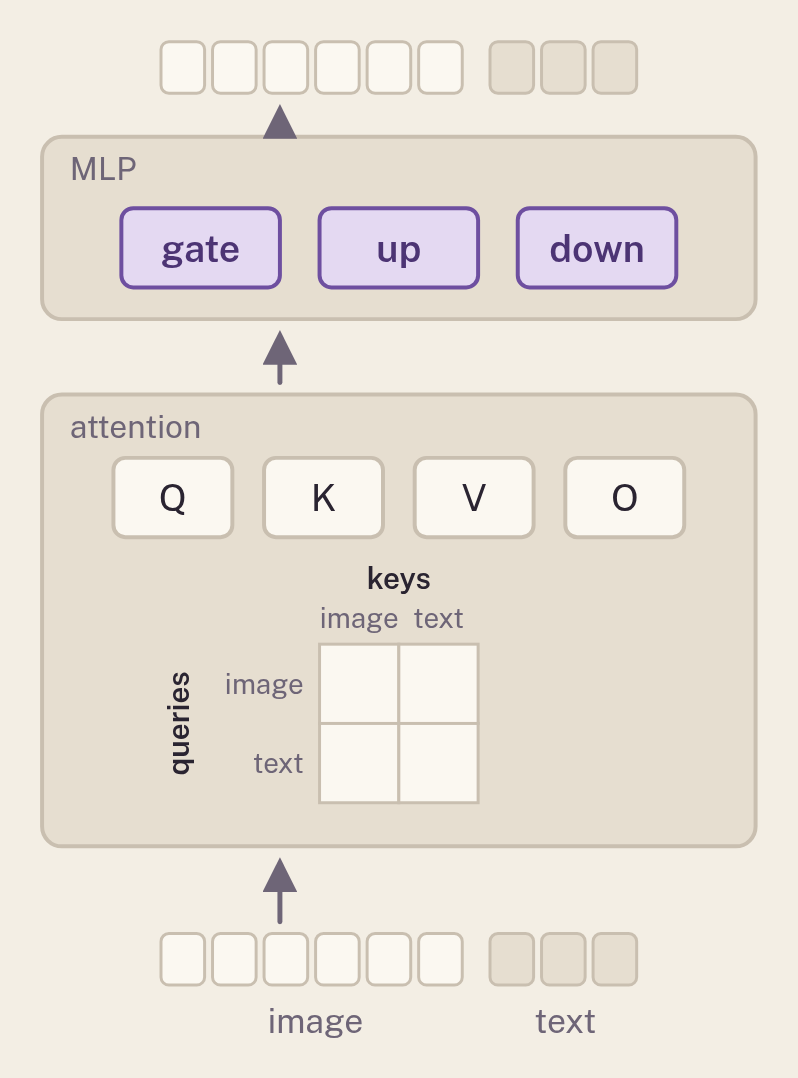 MLP
gate up down
attention
Q K V O
keys
image text
queries
image
text
image text